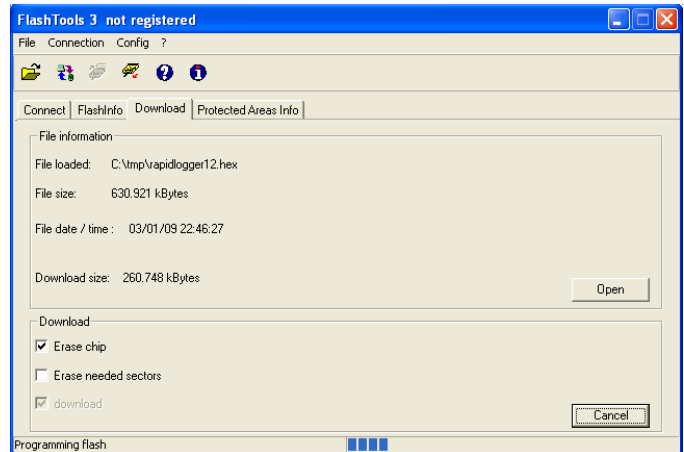 FlashTools 3  not registered
File Connection Config ?
Connect FlashInfo Download Protected Areas Info
File information
File loaded: C:\tmp\rapidlogger12.hex
File size: 630.921 kBytes
File date / time : 03/01/09 22:46:27
Download size: 260.748 kBytes
Open
Download
Erase chip
Erase needed sectors
download
Cancel
Programming flash